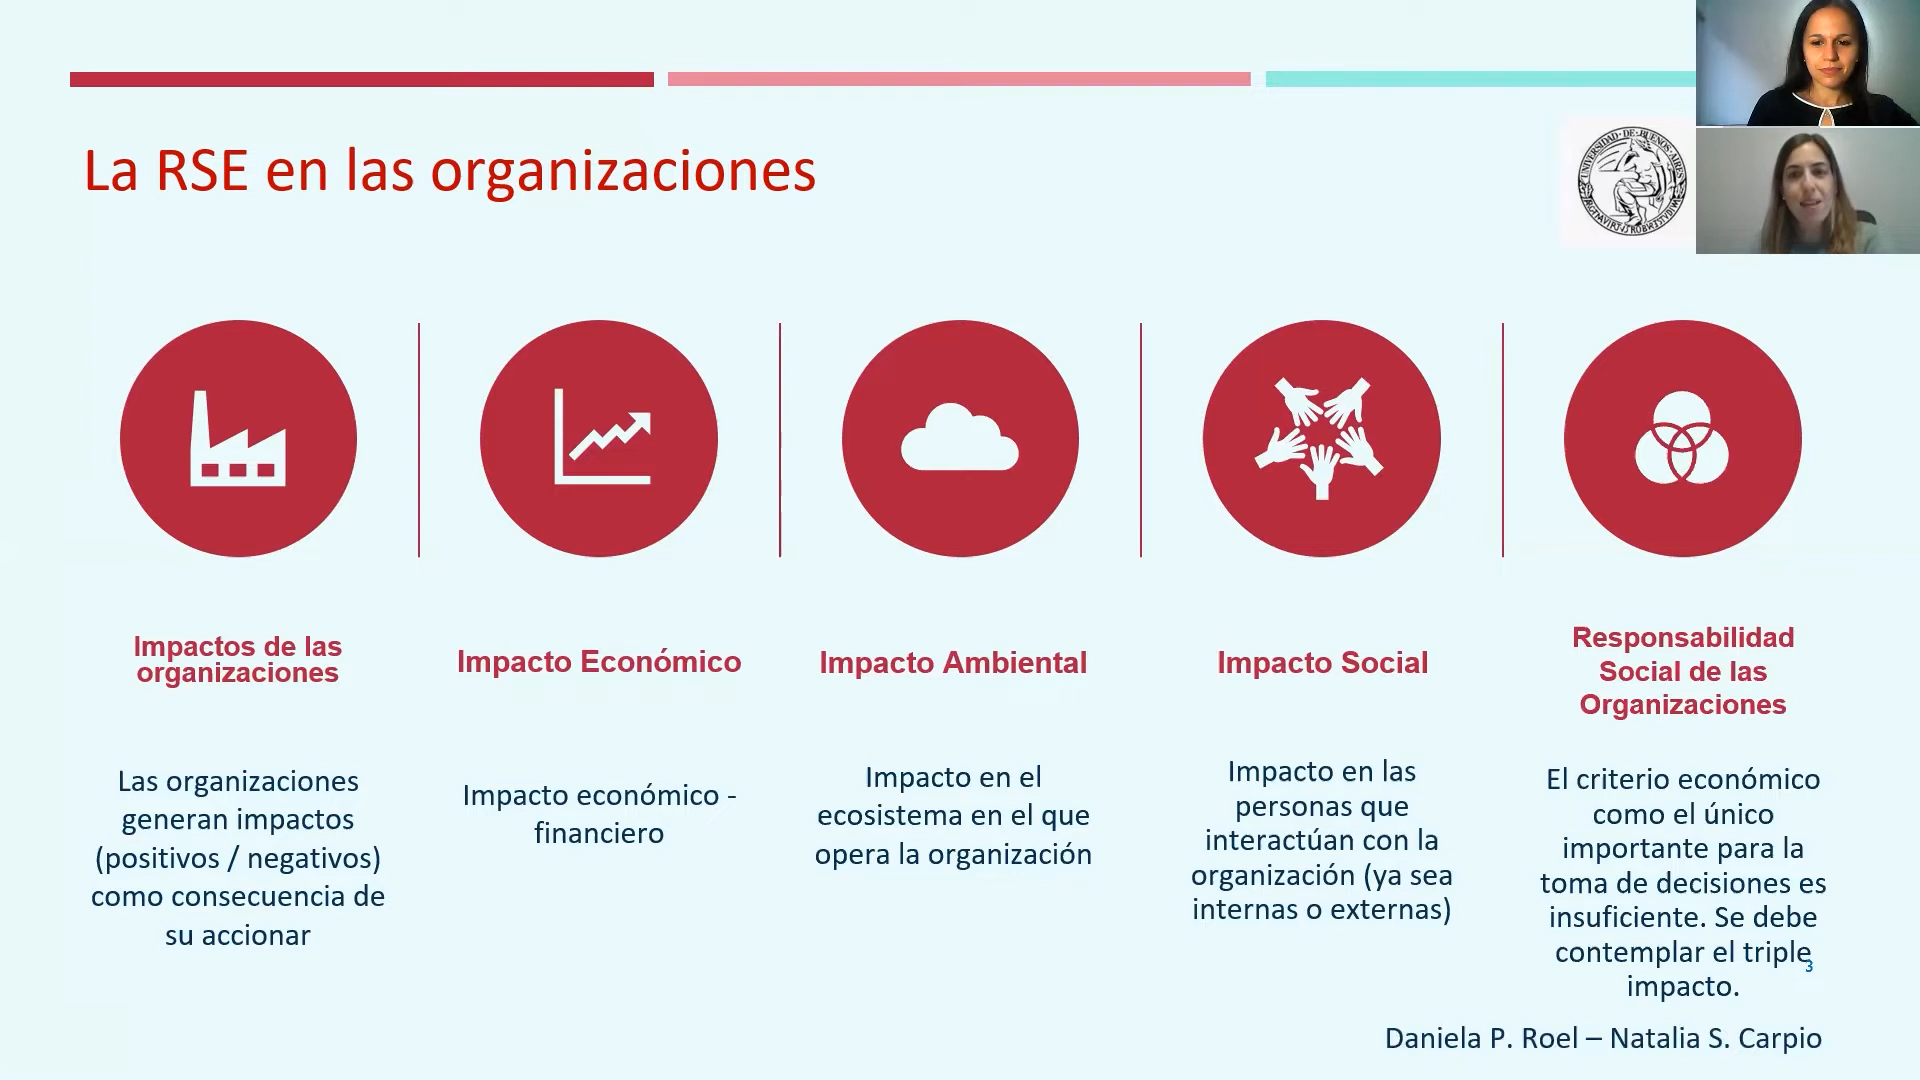 La RSE en las organizaciones
UNIVERSIDAD·DE·BUENOS·AIRES
Impactos de las
organizaciones
Las organizaciones
generan impactos
(positivos / negativos)
como consecuencia de
su accionar
Impacto Económico
Impacto económico -
financiero
Impacto Ambiental
Impacto en el
ecosistema en el que
opera la organización
Impacto Social
Impacto en las
personas que
interactúan con la
organización (ya sea
internas o externas)
Responsabilidad
Social de las
Organizaciones
El criterio económico
como el único
importante para la
toma de decisiones es
insuficiente. Se debe
contemplar el triple
impacto.
3
Daniela P. Roel – Natalia S. Carpio